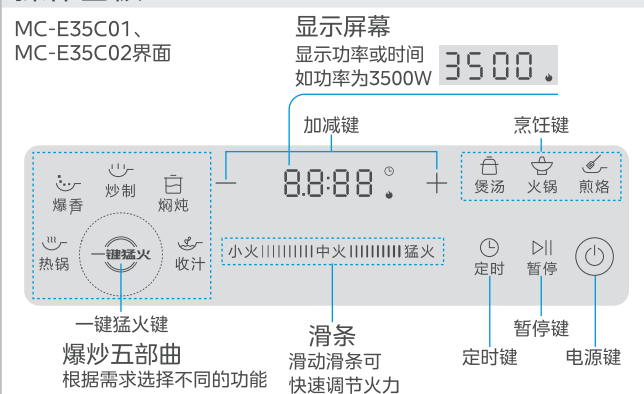 MC-E35C01、
MC-E35C02界面
显示屏幕
显示功率或时间
如功率为3500W
3500.
加减键
烹饪键
爆香
炒制
焖炖
8.8:88
煲汤
火锅
煎烙
热锅
一键猛火
收汁
小火
中火
猛火
定时
暂停
一键猛火键
爆炒五部曲
根据需求选择不同的功能
滑条
滑动滑条可
快速调节火力
定时键
暂停键
电源键